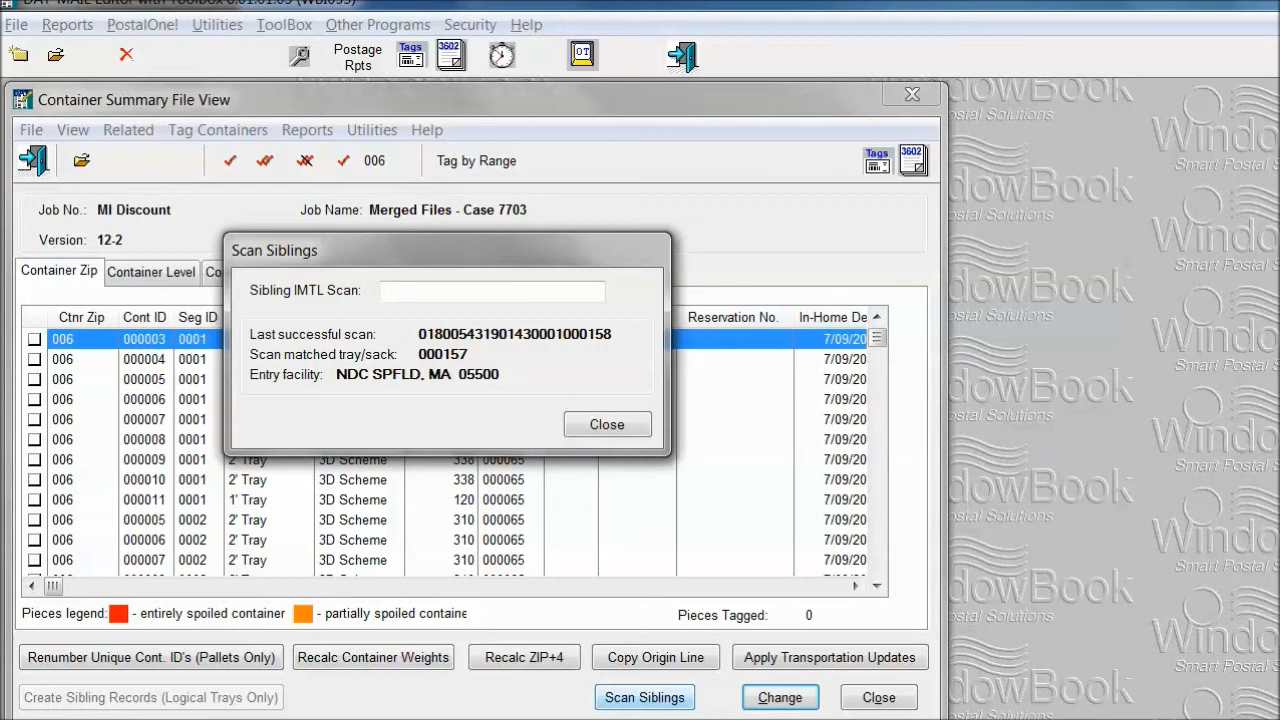 DAT-MAIL Editor with ToolBox
File Reports PostalOne! Utilities ToolBox Other Programs Security Help
Postage Rpts Tags 3602 OT
Container Summary File View
File View Related Tag Containers Reports Utilities Help
006 Tag by Range Tags 3602
Job No.: MI Discount Job Name: Merged Files - Case 7703
Version: 12-2
Container Zip Container Level Co
Scan Siblings
Sibling IMTL Scan:
Last successful scan: 018005431901430001000158
Scan matched tray/sack: 000157
Entry facility: NDC SPFLD, MA 05500
Close
Ctnr Zip Cont ID Seg ID Reservation No. In-Home De
006 000003 0001 7/09/20
006 000004 0001 7/09/20
006 000005 0001 7/09/20
006 000006 0001 7/09/20
006 000007 0001 7/09/20
006 000008 0001 7/09/20
006 000009 0001 2' Tray 3D Scheme 338 000065 7/09/20
006 000010 0001 2' Tray 3D Scheme 338 000065 7/09/20
006 000011 0001 1' Tray 3D Scheme 120 000065 7/09/20
006 000005 0002 2' Tray 3D Scheme 310 000065 7/09/20
006 000006 0002 2' Tray 3D Scheme 310 000065 7/09/20
006 000007 0002 2' Tray 3D Scheme 310 000065 7/09/20
Pieces legend: - entirely spoiled container - partially spoiled containe Pieces Tagged: 0
Renumber Unique Cont. ID's (Pallets Only) Recalc Container Weights Recalc ZIP+4 Copy Origin Line Apply Transportation Updates
Create Sibling Records (Logical Trays Only) Scan Siblings Change Close
WindowBook
Smart Postal Solutions